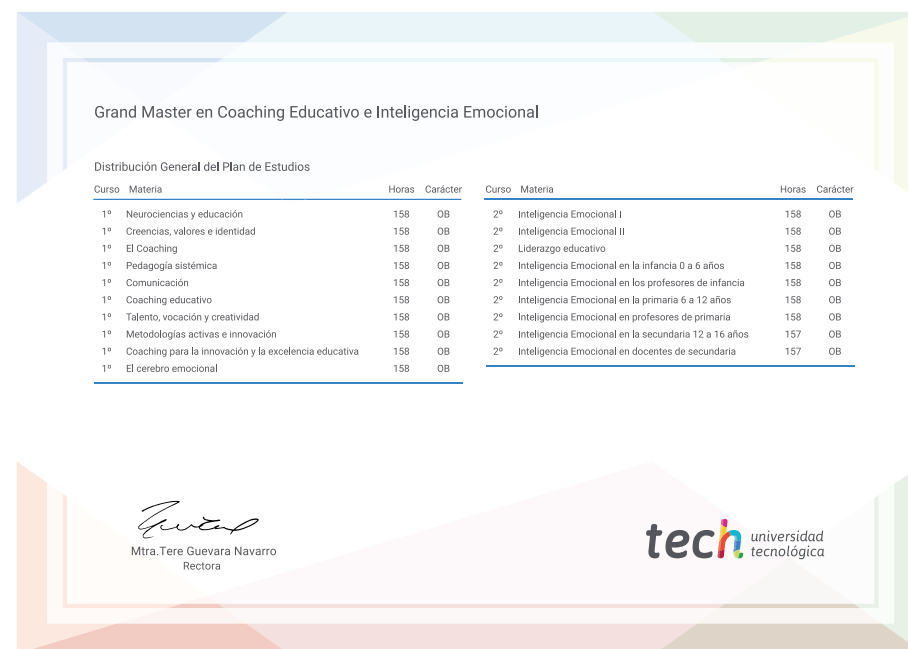 Grand Master en Coaching Educativo e Inteligencia Emocional
Distribución General del Plan de Estudios
Curso Materia Horas Carácter
1º Neurociencias y educación 158 OB
1º Creencias, valores e identidad 158 OB
1º El Coaching 158 OB
1º Pedagogía sistémica 158 OB
1º Comunicación 158 OB
1º Coaching educativo 158 OB
1º Talento, vocación y creatividad 158 OB
1º Metodologías activas e innovación 158 OB
1º Coaching para la innovación y la excelencia educativa 158 OB
1º El cerebro emocional 158 OB
Curso Materia Horas Carácter
2º Inteligencia Emocional I 158 OB
2º Inteligencia Emocional II 158 OB
2º Liderazgo educativo 158 OB
2º Inteligencia Emocional en la infancia 0 a 6 años 158 OB
2º Inteligencia Emocional en los profesores de infancia 158 OB
2º Inteligencia Emocional en la primaria 6 a 12 años 158 OB
2º Inteligencia Emocional en profesores de primaria 158 OB
2º Inteligencia Emocional en la secundaria 12 a 16 años 157 OB
2º Inteligencia Emocional en docentes de secundaria 157 OB
Mtra.Tere Guevara Navarro
Rectora
tech universidad
tecnológica